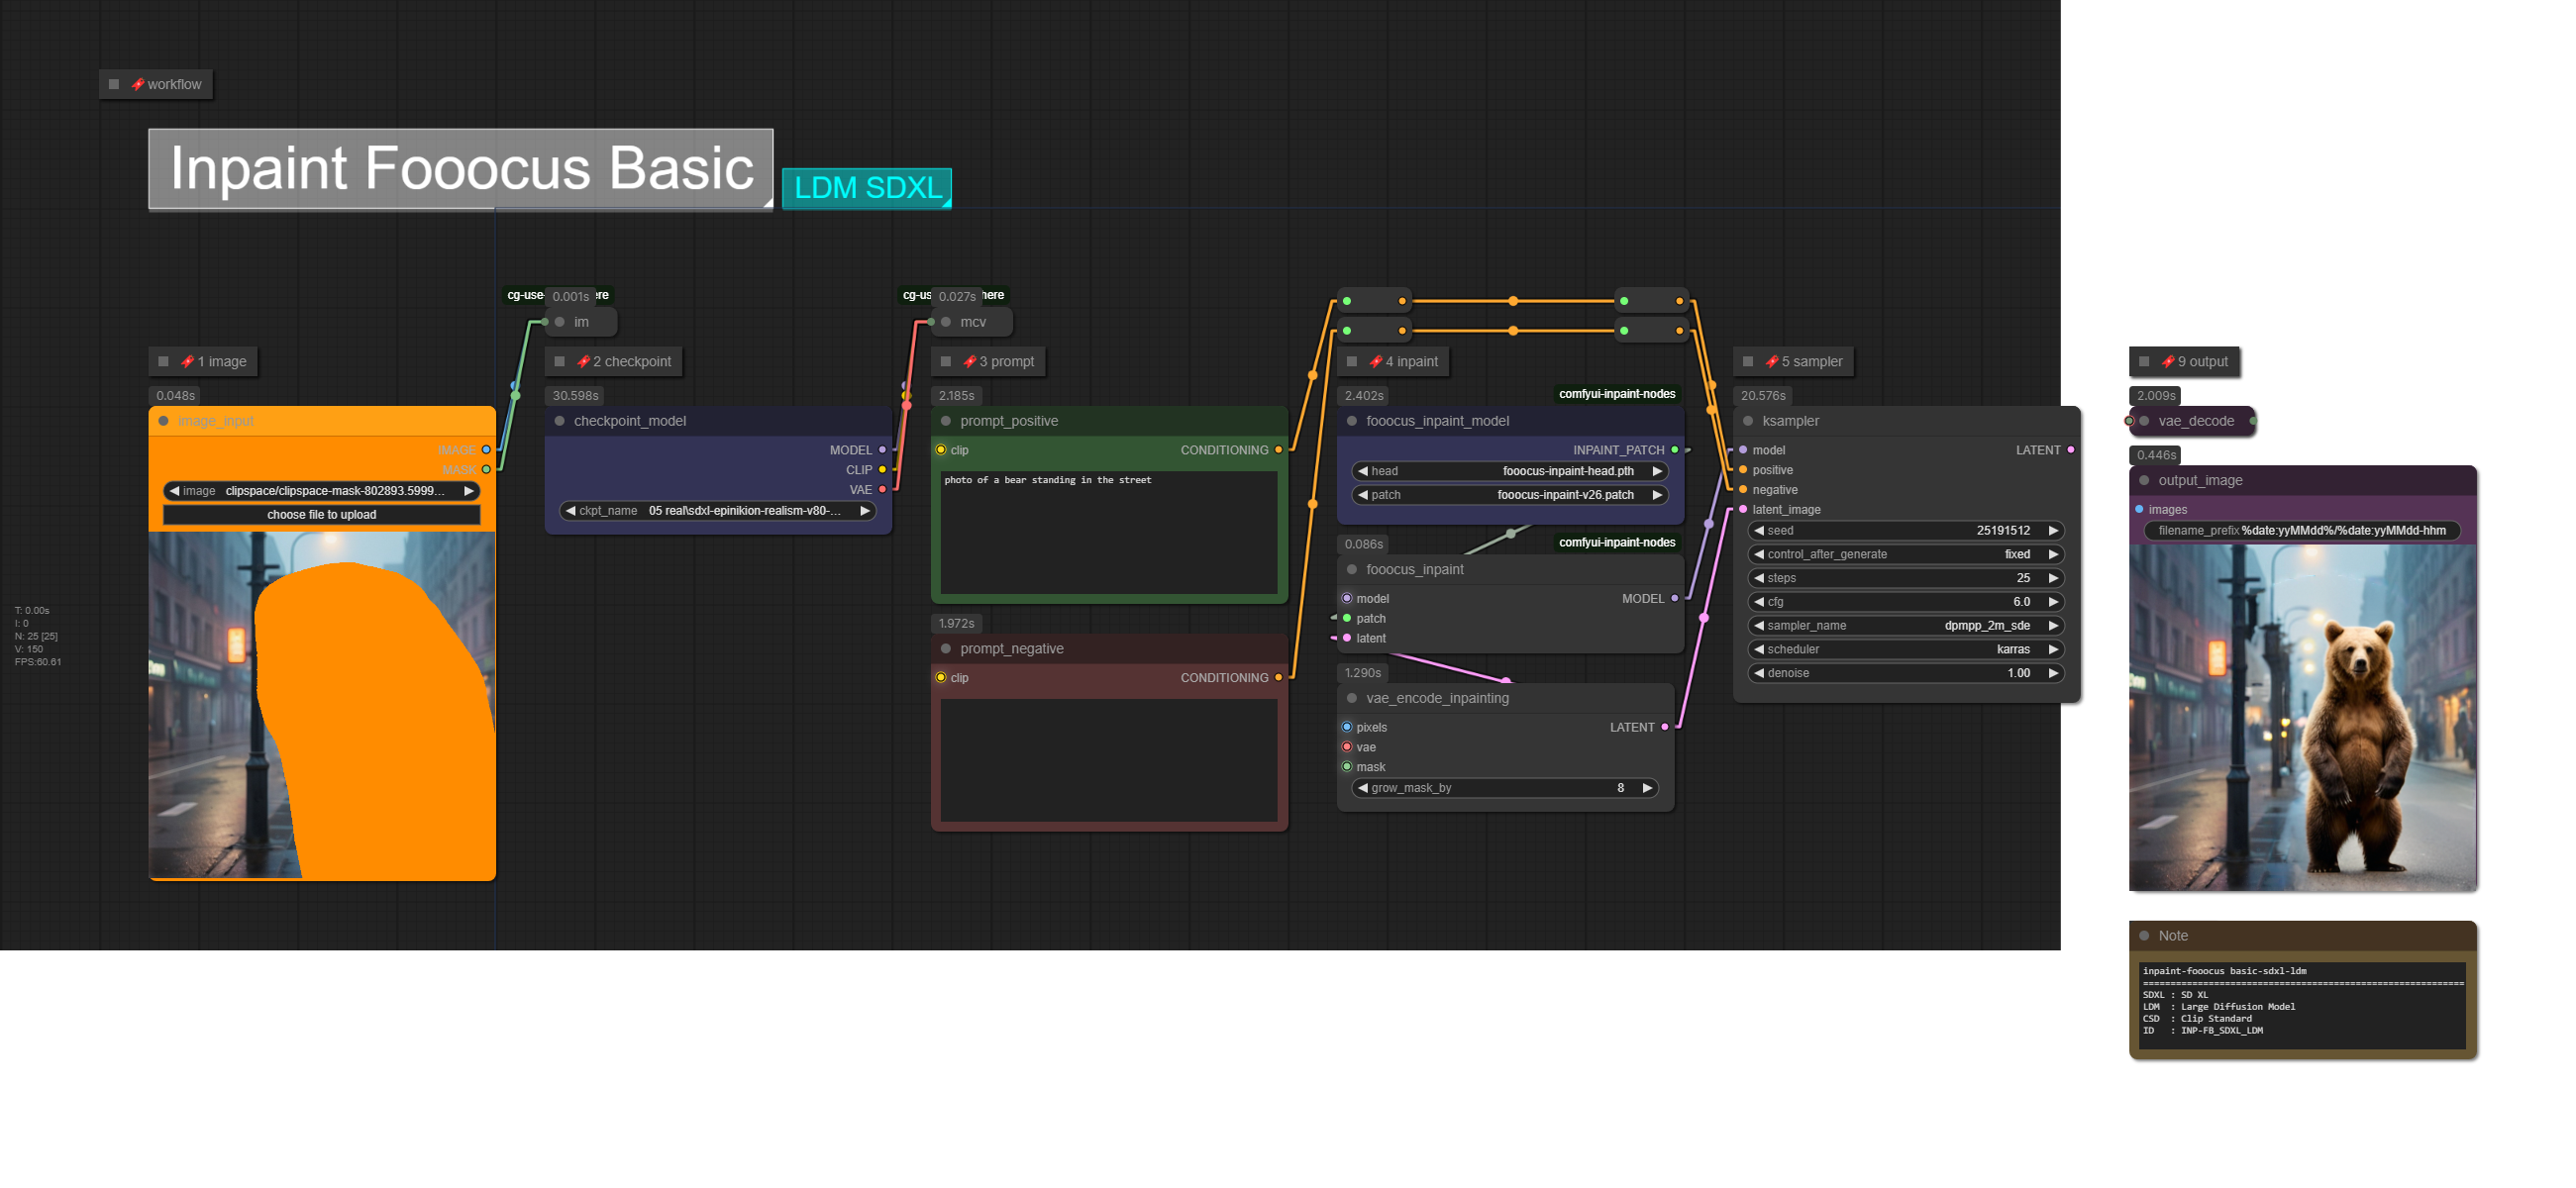 workflow
Inpaint Fooocus Basic
LDM SDXL
0.001s
im
0.027s
mcv
1 image
2 checkpoint
3 prompt
4 inpaint
5 sampler
9 output
0.048s
image_input
IMAGE
MASK
image clipspace/clipspace-mask-802893.5999...
choose file to upload
T: 0.00s
I: 0
N: 25 [25]
V: 150
FPS:60.61
30.598s
checkpoint_model
MODEL
CLIP
VAE
ckpt_name 05 real\sdxl-epinikion-realism-v80-...
2.185s
prompt_positive
clip CONDITIONING
photo of a bear standing in the street
1.972s
prompt_negative
clip CONDITIONING
2.402s
comfyui-inpaint-nodes
fooocus_inpaint_model
INPAINT_PATCH
head fooocus-inpaint-head.pth
patch fooocus-inpaint-v26.patch
0.086s
comfyui-inpaint-nodes
fooocus_inpaint
model MODEL
patch
latent
1.290s
vae_encode_inpainting
pixels LATENT
vae
mask
grow_mask_by 8
20.576s
ksampler
model LATENT
positive
negative
latent_image
seed 25191512
control_after_generate fixed
steps 25
cfg 6.0
sampler_name dpmpp_2m_sde
scheduler karras
denoise 1.00
2.009s
vae_decode
0.446s
output_image
images
filename_prefix %date:yyMMdd%/%date:yyMMdd-hhm
Note
inpaint-fooocus basic-sdxl-ldm
SDXL : SD XL
LDM : Large Diffusion Model
CSD : Clip Standard
ID : INP-FB_SDXL_LDM